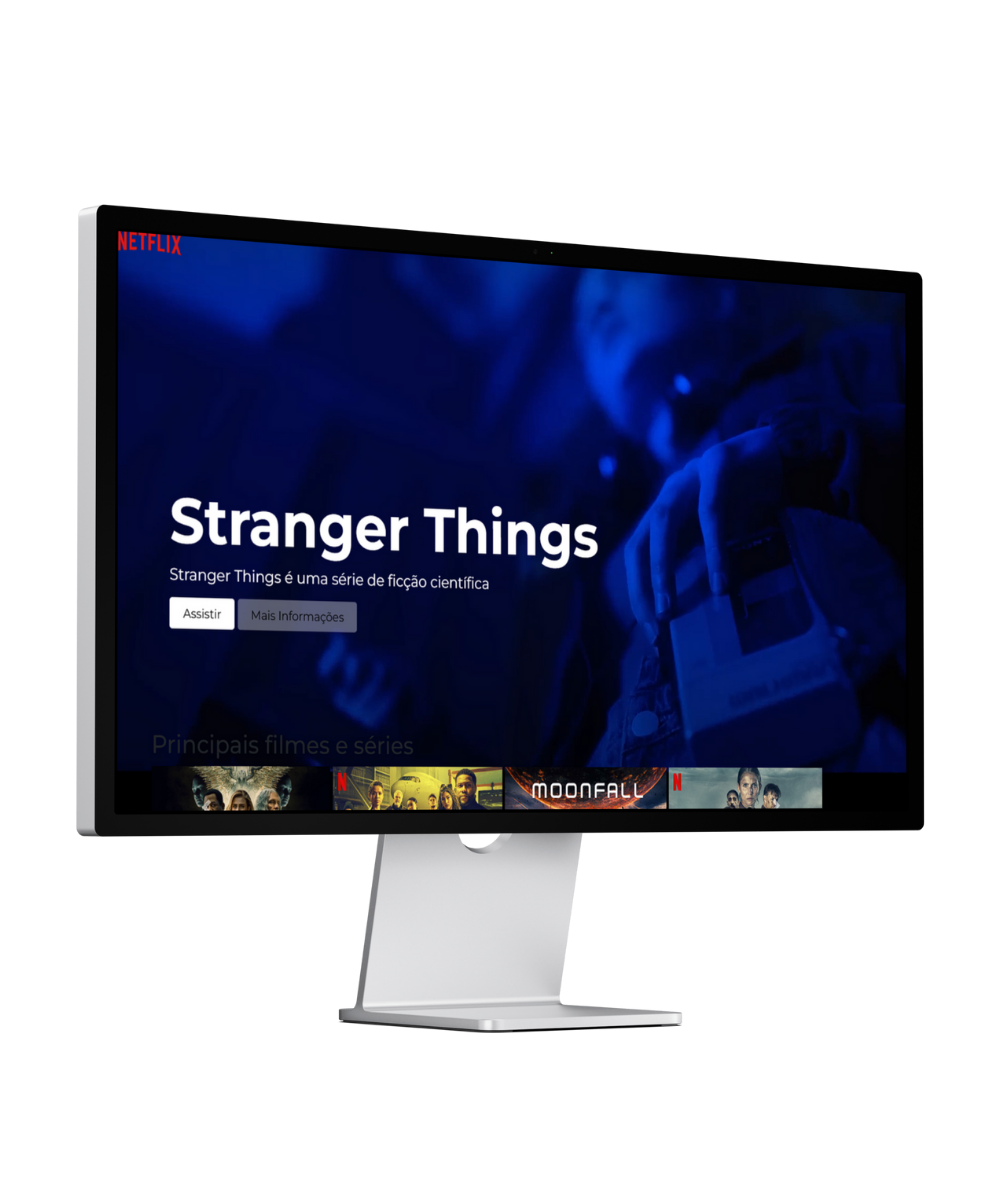 NETFLIX
Stranger Things
Stranger Things é uma série de ficção científica
Assistir
Mais Informações
Principais filmes e séries
N
MOONFALL
N